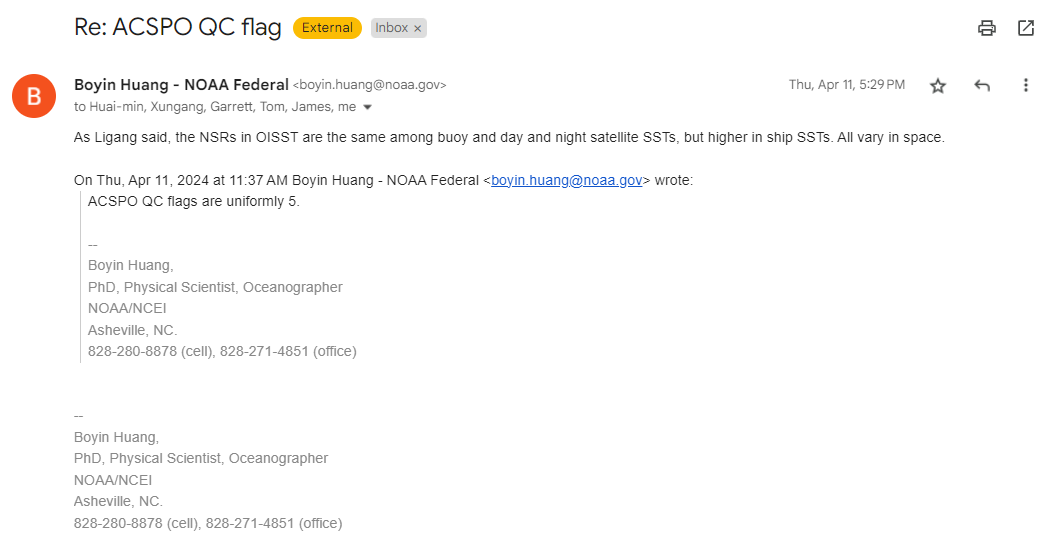 Re: ACSPO QC flag External Inbox ×
B
Boyin Huang - NOAA Federal <boyin.huang@noaa.gov> Thu, Apr 11, 5:29 PM
to Huai-min, Xungang, Garrett, Tom, James, me
As Ligang said, the NSRs in OISST are the same among buoy and day and night satellite SSTs, but higher in ship SSTs. All vary in space.
On Thu, Apr 11, 2024 at 11:37 AM Boyin Huang - NOAA Federal <boyin.huang@noaa.gov> wrote:
ACSPO QC flags are uniformly 5.
--
Boyin Huang,
PhD, Physical Scientist, Oceanographer
NOAA/NCEI
Asheville, NC.
828-280-8878 (cell), 828-271-4851 (office)
--
Boyin Huang,
PhD, Physical Scientist, Oceanographer
NOAA/NCEI
Asheville, NC.
828-280-8878 (cell), 828-271-4851 (office)